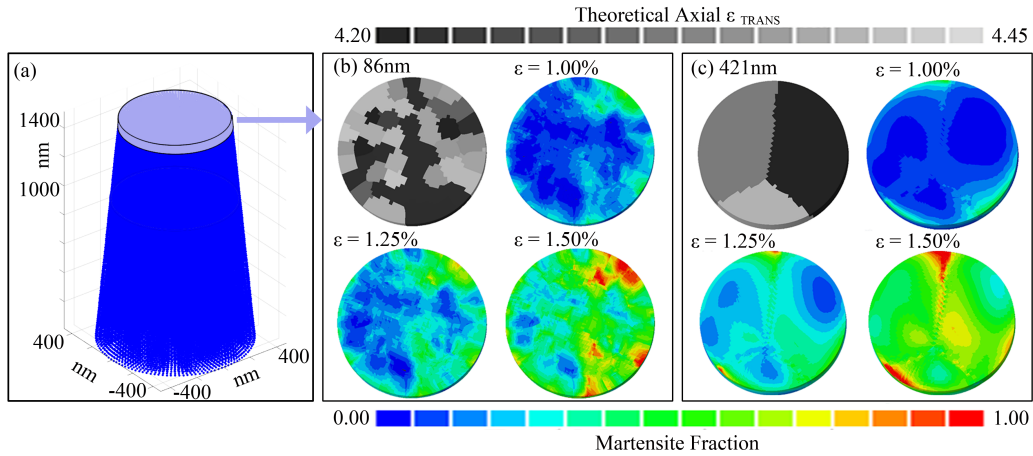 Theoretical Axial ε TRANS
4.20 4.45
(a)
1400
nm
1000
400
nm
-400
-400
nm
400
(b) 86nm
ε = 1.00%
ε = 1.25%
ε = 1.50%
(c) 421nm
ε = 1.00%
ε = 1.25%
ε = 1.50%
0.00 1.00
Martensite Fraction